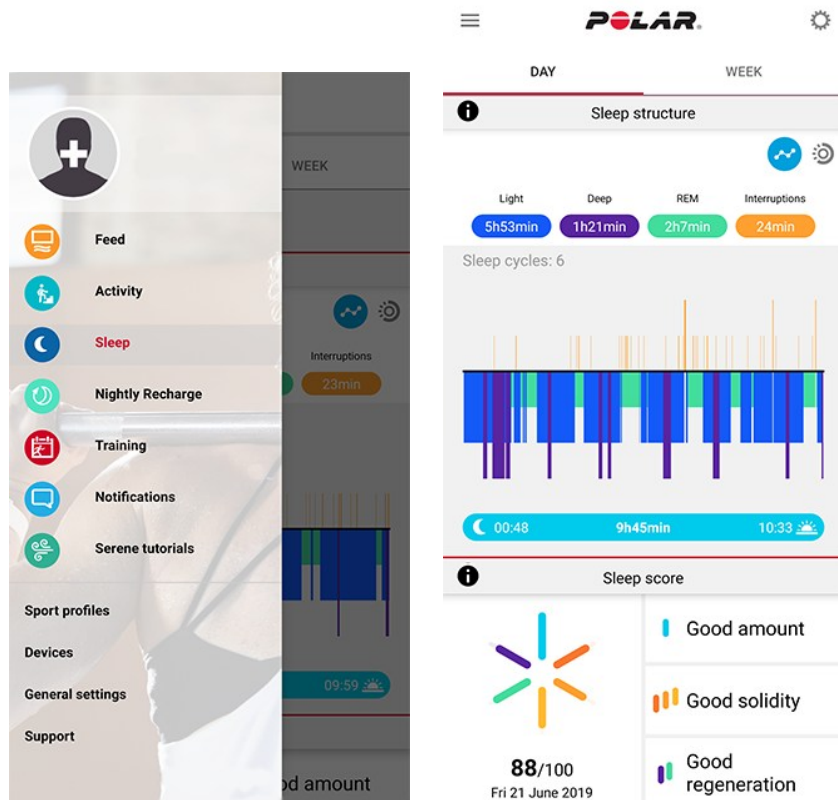 WEEK
Feed
Activity
Sleep
Interruptions
23min
Nightly Recharge
Training
Notifications
Serene tutorials
Sport profiles
Devices
09:59
General settings
Support
od amount
POLAR
DAY
WEEK
Sleep structure
Light
Deep
REM
Interruptions
5h53min
1h21min
2h7min
24min
Sleep cycles: 6
00:48
9h45min
10:33
Sleep score
Good amount
Good solidity
Good
regeneration
88/100
Fri 21 June 2019